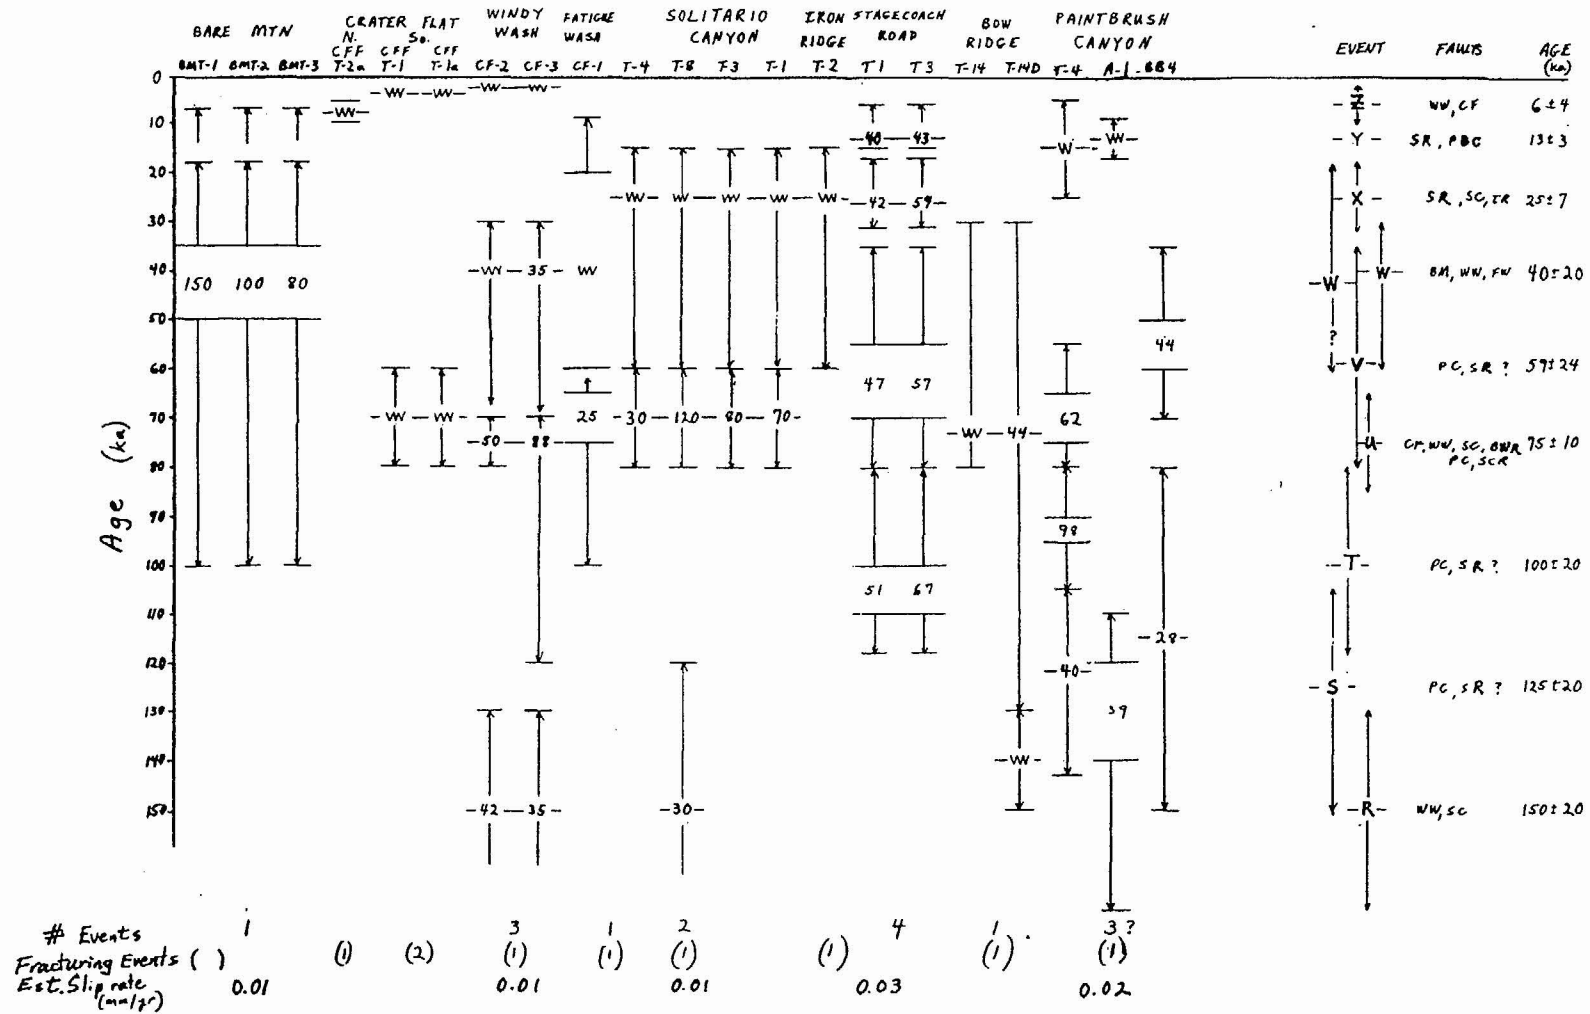 BARE MTN
CRATER FLAT
N. So.
WINDY WASH
FATIGUE WASH
SOLITARIO CANYON
IRON RIDGE
STAGECOACH ROAD
BOW RIDGE
PAINTBRUSH CANYON
EVENT FAULTS AGE (ka)
CFF CFF CFF
BMT-1 BMT-2 BMT-3 T-2a T-1 T-1a CF-2 CF-3 CF-1 T-4 T-8 T-3 T-1 T-2 T1 T3 T-14 T-14D T-4 A-1 BB4
0
W W W W
Z WW, CF 6±4
W
10
40 43 W Y SR, PBC 13±3
W
20
W W W W W 42 59 X SR, SC, IR 25±7
30
40 150 100 80 W 35 W W W BM, WW, FW 40±20
50
44
60 V PC, SR ? 59±24
?
47 57
70 W W 25 30 120 80 70 62
50 88 W 44 U CF, WW, SC, BWR 75±10
PC, SCR
80
90
98
100 T PC, SR ? 100±20
51 67
110
28
120
40
S PC, SR ? 125±20
130 39
140 W
150 42 35 30 R WW, SC 150±20
Age (ka)
# Events 1 3 1 2 4 1 3?
Fracturing Events ( ) (1) (2) (1) (1) (1) (1) (1) (1)
Est. Slip rate 0.01 0.01 0.01 0.03 0.02
(mm/yr)